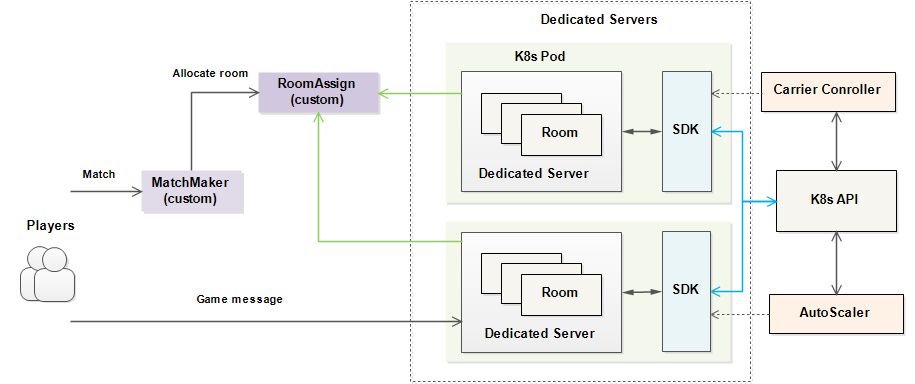 Dedicated Servers
K8s Pod
Allocate room
RoomAssign
(custom)
Room
Dedicated Server
SDK
Carrier Conroller
Match
MatchMaker
(custom)
K8s API
Players
Game message
Room
Dedicated Server
SDK
AutoScaler